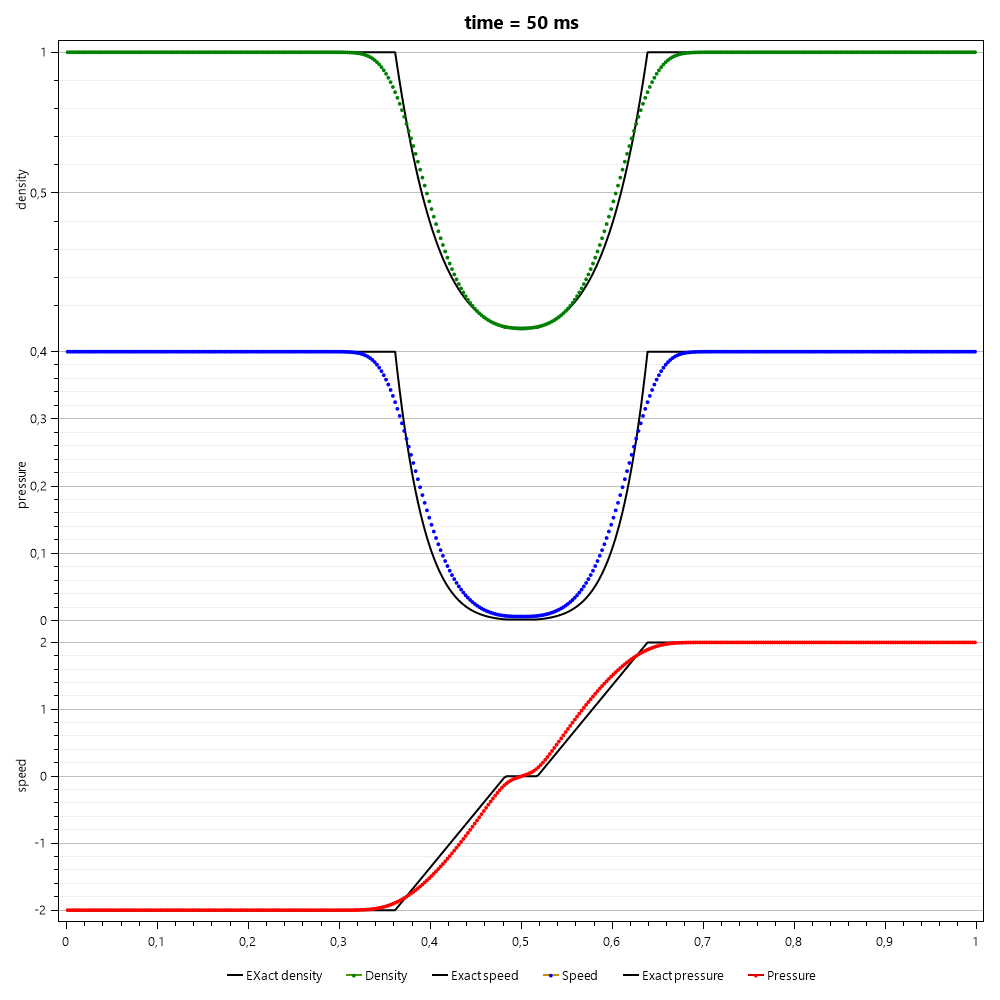 time = 50 ms
1
0,5
density
0,4
0,3
0,2
0,1
0
pressure
2
1
0
-1
-2
speed
0 0,1 0,2 0,3 0,4 0,5 0,6 0,7 0,8 0,9 1
EXact density Density Exact speed Speed Exact pressure Pressure